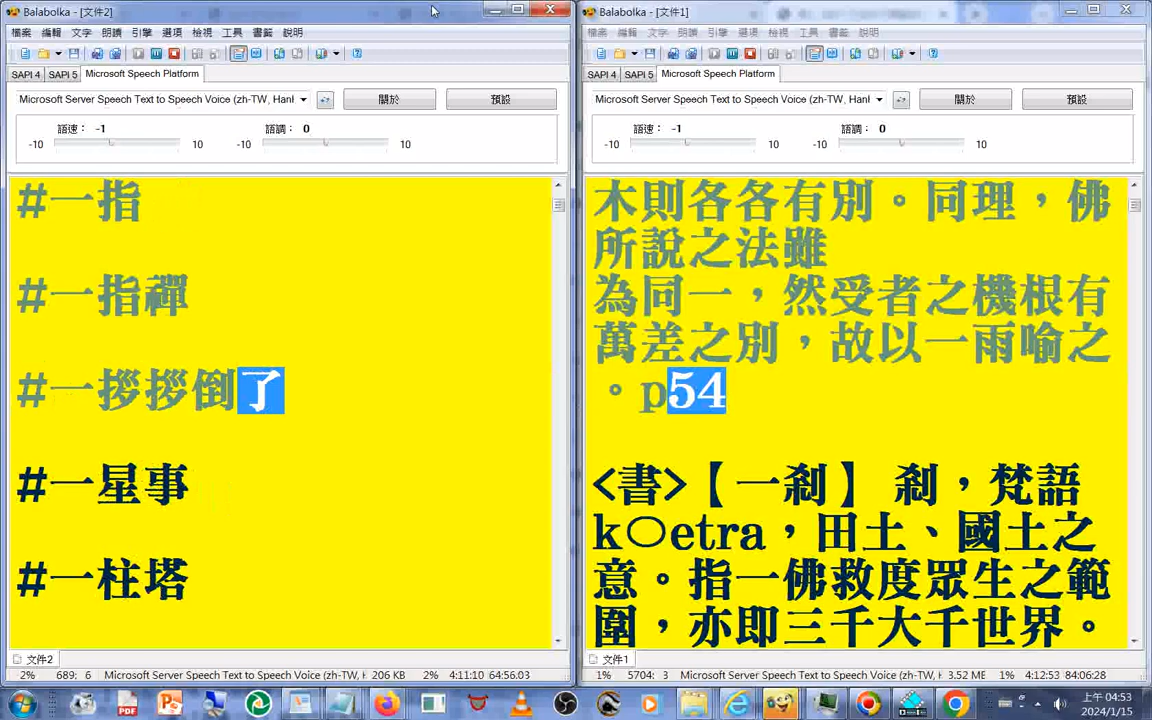 Balabolka - [文件2]
檔案 編輯 文字 朗讀 引擎 選項 檢視 工具 書籤 說明
SAPI 4 SAPI 5 Microsoft Speech Platform
Microsoft Server Speech Text to Speech Voice (zh-TW, Hanl
關於
預設
語速： -1
語調： 0
-10 10 -10 10
#一指
#一指禪
#一拶拶倒了
#一星事
#一柱塔
文件2
2% 689; 6 Microsoft Server Speech Text to Speech Voice (zh-TW, H 206 KB 2% 4:11:10 64:56.03
Balabolka - [文件1]
檔案 編輯 文字 朗讀 引擎 選項 檢視 工具 書籤 說明
SAPI 4 SAPI 5 Microsoft Speech Platform
Microsoft Server Speech Text to Speech Voice (zh-TW, Hanl
關於
預設
語速： -1
語調： 0
-10 10 -10 10
木則各各有別。同理，佛
所說之法雖
為同一，然受者之機根有
萬差之別，故以一雨喻之
。p54
<書>【一剎】 剎，梵語
k○etra，田土、國土之
意。指一佛救度眾生之範
圍，亦即三千大千世界。
文件1
1% 5704; 3 Microsoft Server Speech Text to Speech Voice (zh-TW, H 3.52 ME 1% 4:12:53 84:06.28
上午 04:53
2024/1/15